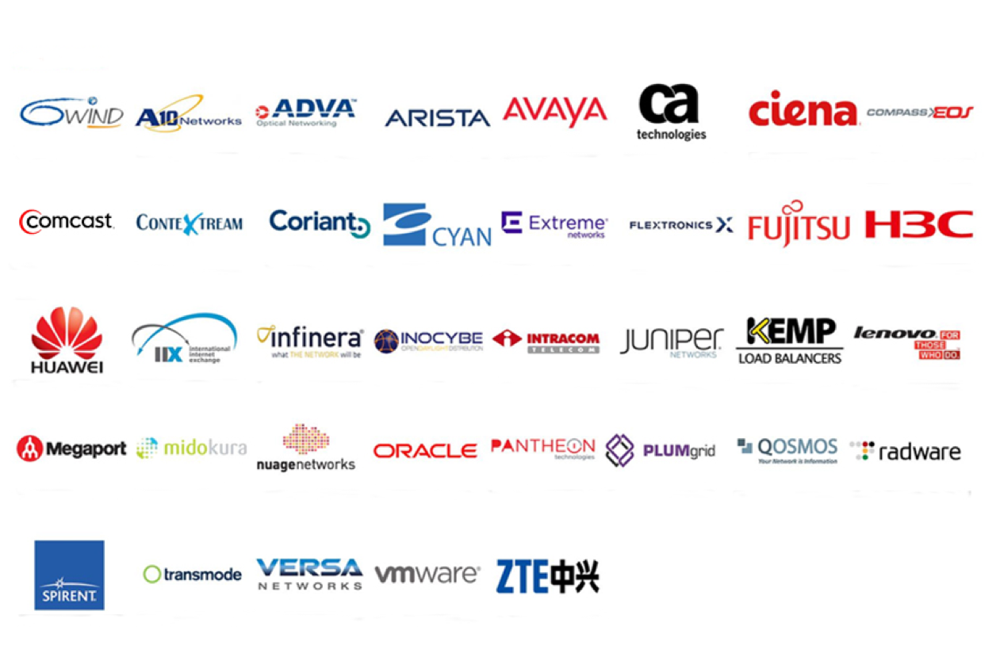 6WIND
A10 Networks
ADVA™
Optical Networking
ARISTA
AVAYA
ca
technologies
ciena
COMPASS EOS
comcast
CONTEXTREAM
Coriant
CYAN
Extreme®
networks
FLEXTRONICS
FUJITSU
H3C
HUAWEI
IIX
international
internet
exchange
infinera®
what THE NETWORK will be
INOCYBE
OPENDAYLIGHT DISTRIBUTION
INTRACOM
TELECOM
JUNIPER
NETWORKS
KEMP
LOAD BALANCERS
lenovo FOR
THOSE
WHO DO.
Megaport
midokura
nuagenetworks
ORACLE
PANTHEON
technologies
PLUMgrid
QOSMOS
Your Network is Information
radware
SPIRENT
transmode
VERSA
NETWORKS
vmware®
ZTE中兴